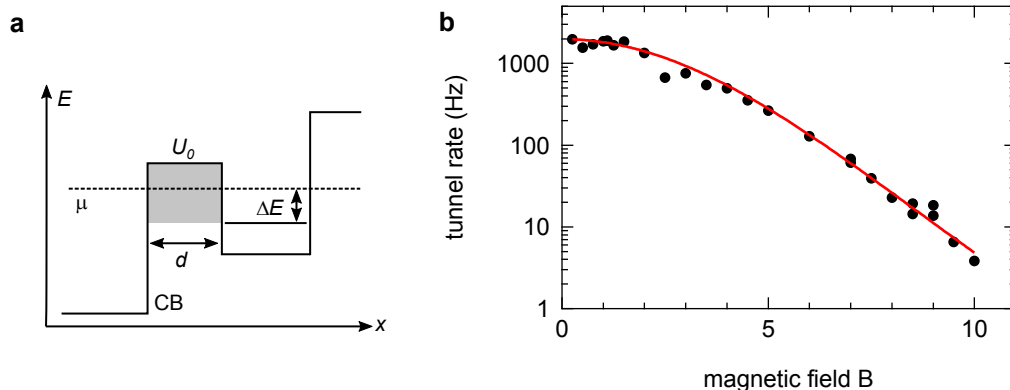 a
E
U₀
μ
ΔE
d
CB
x
b
tunnel rate (Hz)
1000
100
10
1
0
5
10
magnetic field B